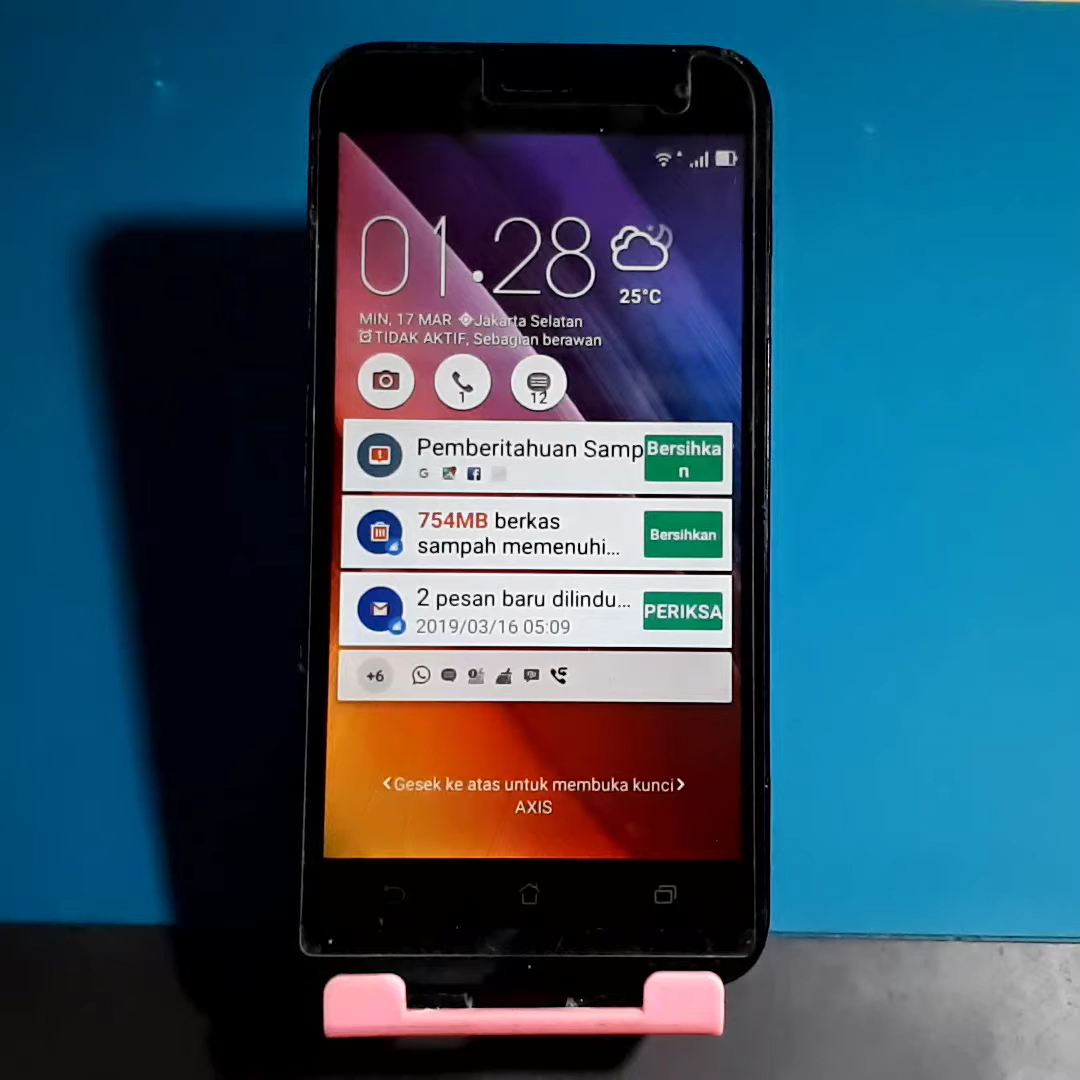 01.28
25°C
MIN, 17 MAR Jakarta Selatan
TIDAK AKTIF, Sebagian berawan
1
12
Pemberitahuan Samp
Bersihka
n
G
754MB berkas
sampah memenuhi...
Bersihkan
2 pesan baru dilindu...
2019/03/16 05:09
PERIKSA
+6
Gesek ke atas untuk membuka kunci
AXIS